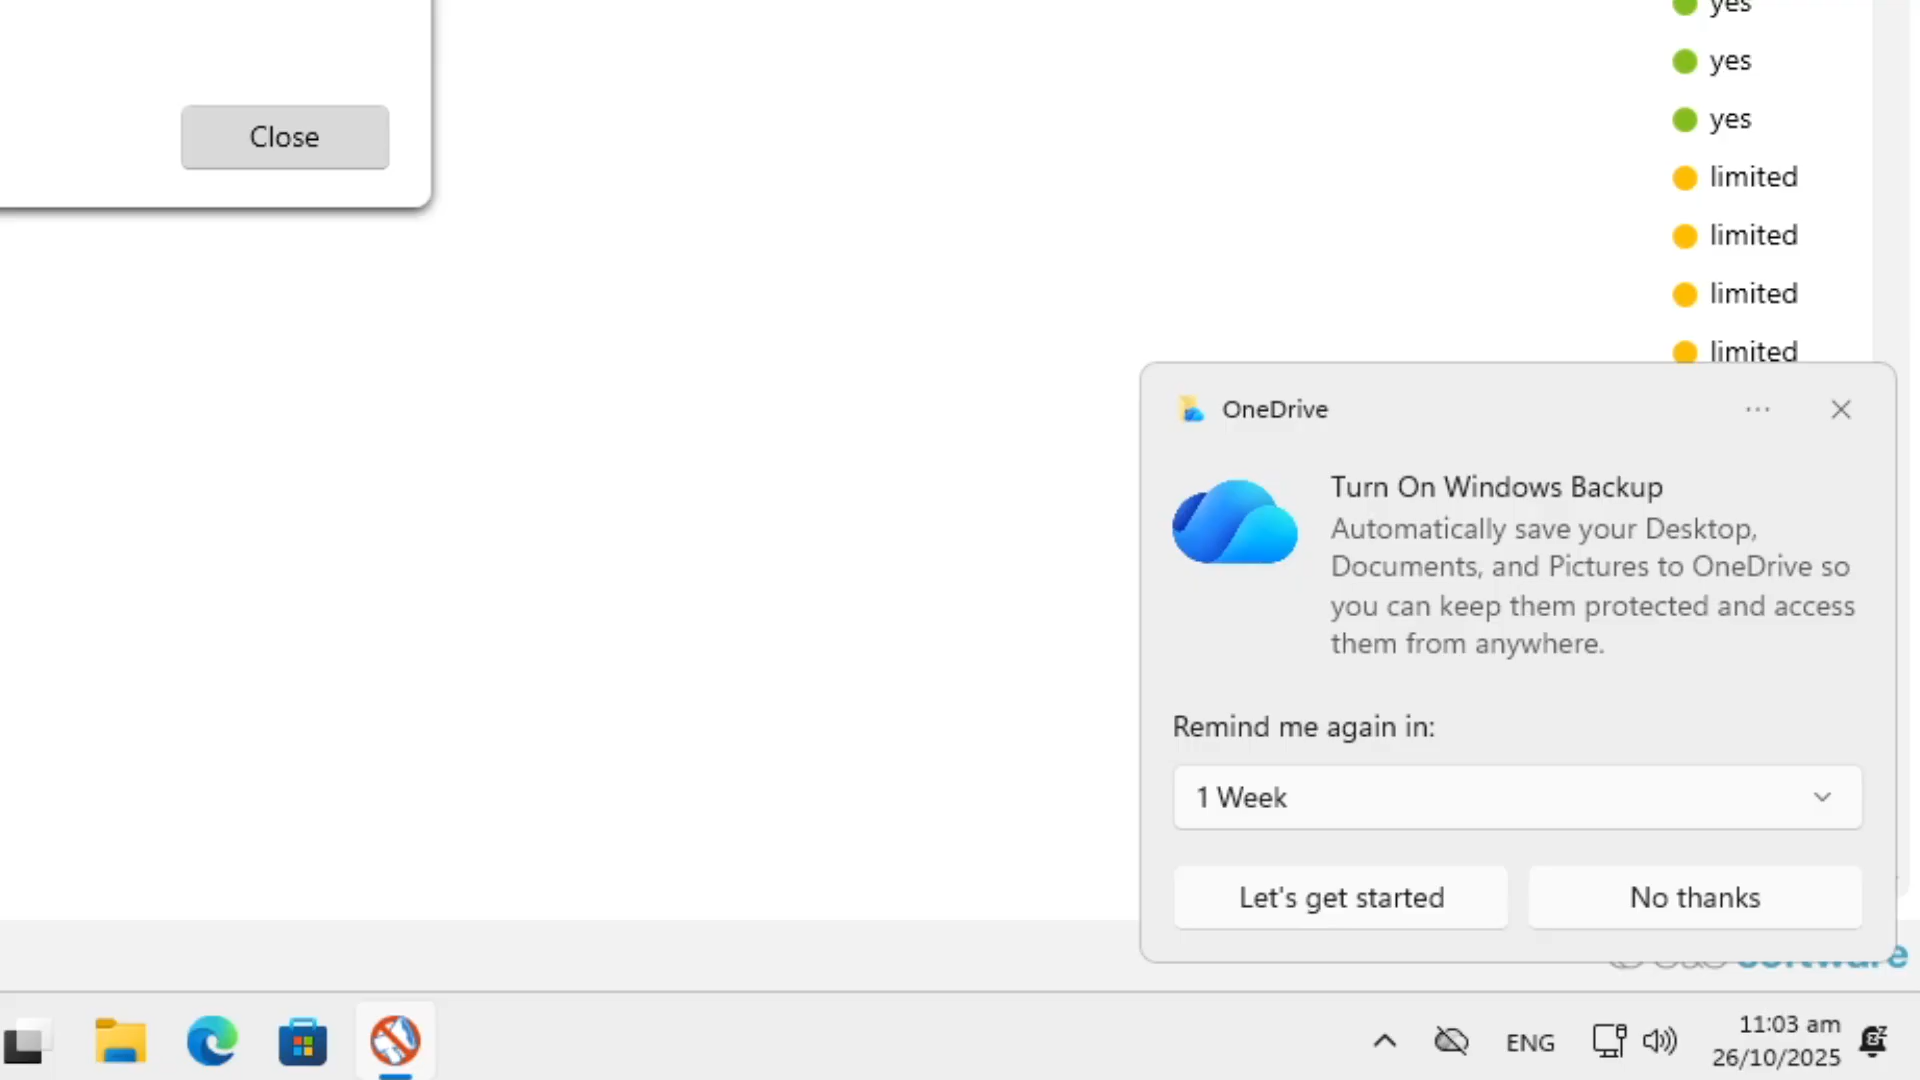 yes
yes
yes
Close
limited
limited
limited
limited
OneDrive
Turn On Windows Backup
Automatically save your Desktop,
Documents, and Pictures to OneDrive so
you can keep them protected and access
them from anywhere.
Remind me again in:
1 Week
Let's get started
No thanks
ENG
11:03 am
26/10/2025